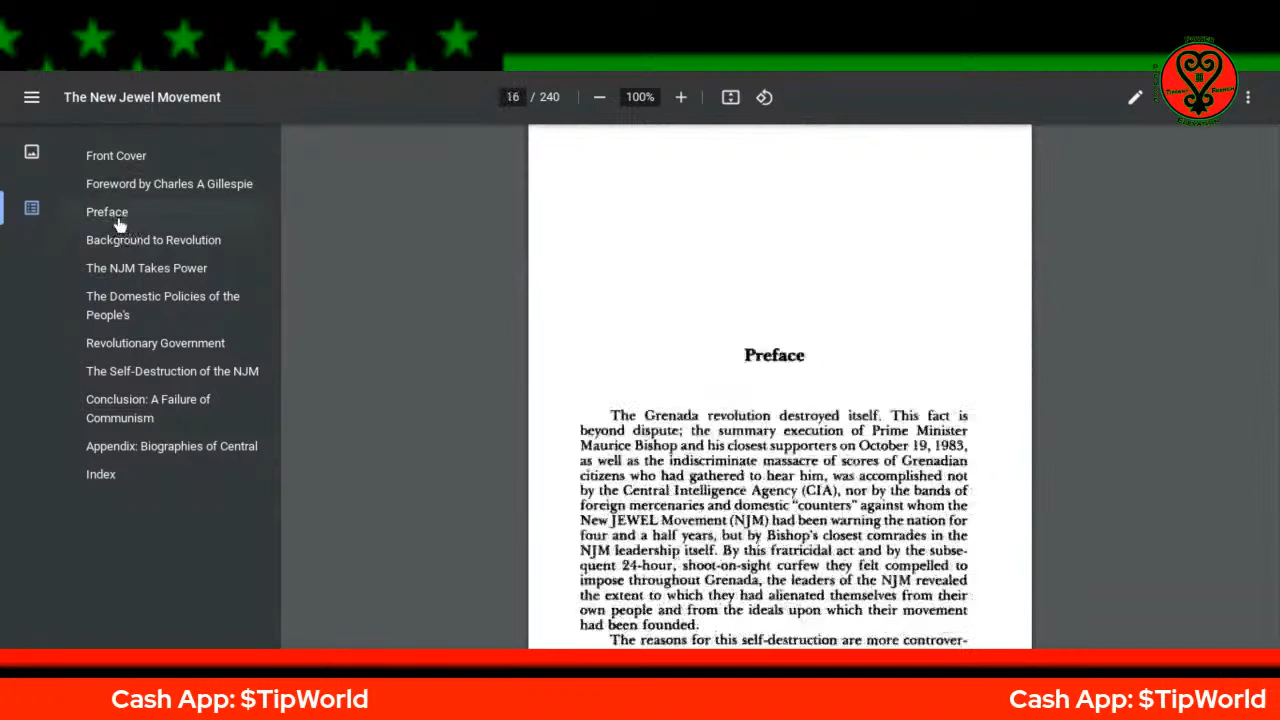 The New Jewel Movement
16 / 240
100%
Front Cover
Foreword by Charles A Gillespie
Preface
Background to Revolution
The NJM Takes Power
The Domestic Policies of the
People's
Revolutionary Government
The Self-Destruction of the NJM
Conclusion: A Failure of
Communism
Appendix: Biographies of Central
Index
Preface
The Grenada revolution destroyed itself. This fact is
beyond dispute; the summary execution of Prime Minister
Maurice Bishop and his closest supporters on October 19, 1983,
as well as the indiscriminate massacre of scores of Grenadian
citizens who had gathered to hear him, was accomplished not
by the Central Intelligence Agency (CIA), nor by the bands of
foreign mercenaries and domestic "counters" against whom the
New JEWEL Movement (NJM) had been warning the nation for
four and a half years, but by Bishop's closest comrades in the
NJM leadership itself. By this fratricidal act and by the subse-
quent 24-hour, shoot-on-sight curfew they felt compelled to
impose throughout Grenada, the leaders of the NJM revealed
the extent to which they had alienated themselves from their
own people and from the ideals upon which their movement
had been founded.
The reasons for this self-destruction are more controver-
Cash App: $TipWorld
Cash App: $TipWorld